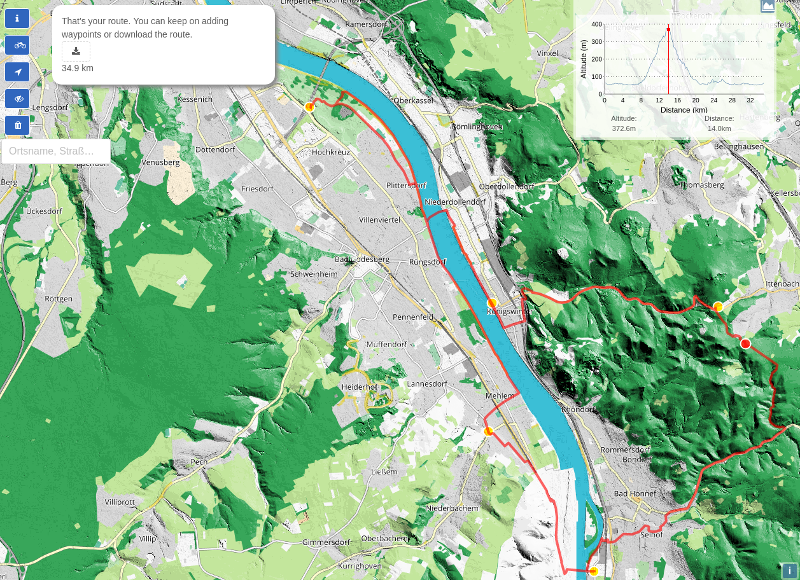 That's your route. You can keep on adding
waypoints or download the route.
34.9 km
Ortsname, Straß...
Altitude (m)
400
300
200
100
0
0 4 8 12 16 20 24 28 32
Distance (km)
Altitude:
372.6m
Distance:
14.0km
Ramersdorf
Vinxel
Oberkassel
Kessenich
Lengsdorf
Dottendorf
Venusberg
Hochkreuz
Friesdorf
Plittersdorf
Oberdollendorf
Niederdollendorf
Thomasberg
Ückesdorf
Villenviertel
Bad Godesberg
Rüngsdorf
Schweinheim
Röttgen
Ittenbach
Königswinter
Pennenfeld
Muffendorf
Heiderhof
Lannesdorf
Mehlem
Rhöndorf
Rommersdorf
Pech
Ließem
Bad Honnef
Villiprott
Niederbachem
Villip
Gimmersdorf
Oberbachem
Selhof